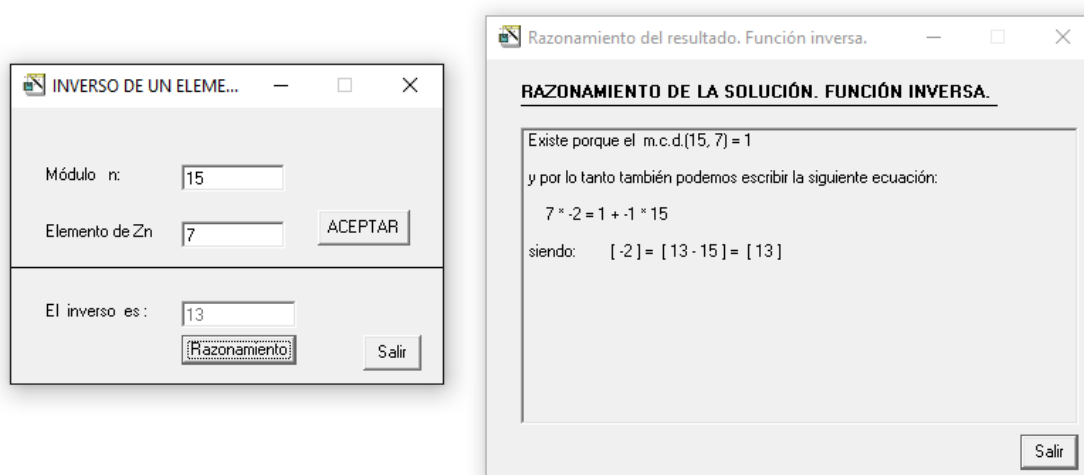 INVERSO DE UN ELEME...
Módulo n:
15
Elemento de Zn
7
ACEPTAR
El inverso es :
13
Razonamiento
Salir
Razonamiento del resultado. Función inversa.
RAZONAMIENTO DE LA SOLUCIÓN. FUNCIÓN INVERSA.
Existe porque el m.c.d.(15, 7) = 1
y por lo tanto también podemos escribir la siguiente ecuación:
7 * -2 = 1 + -1 * 15
siendo: [ -2 ] = [ 13 - 15 ] = [ 13 ]
Salir